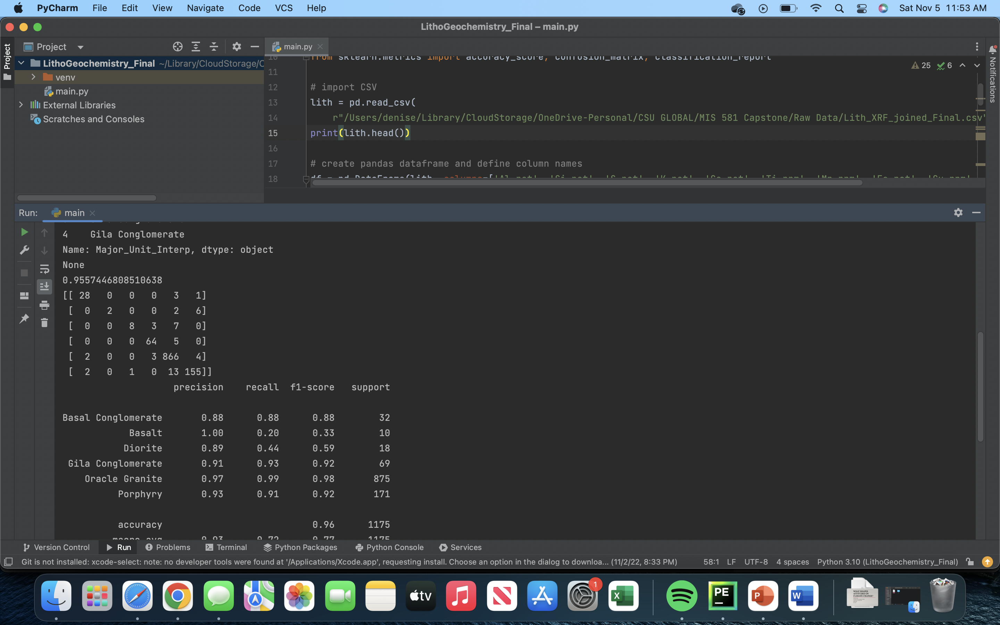 PyCharm File Edit View Navigate Code VCS Help Sat Nov 5 11:53 AM
LithoGeochemistry_Final – main.py
Project
main.py
Project
Notifications
LithoGeochemistry_Final ~/Library/CloudStorage/O
venv
main.py
External Libraries
Scratches and Consoles
25 6
10 from sklearn.metrics import accuracy_score, confusion_matrix, classification_report
11
12 # import CSV
13 lith = pd.read_csv(
14 r"/Users/denise/Library/CloudStorage/OneDrive-Personal/CSU GLOBAL/MIS 581 Capstone/Raw Data/Lith_XRF_joined_Final.csv"
15 print(lith.head())
16
17 # create pandas dataframe and define column names
18 df = pd.DataFrame(lith, columns=['Al_pct', 'Si_pct', 'S_pct', 'K_pct', 'Ca_pct', 'Ti_ppm', 'Mn_ppm', 'Fe_pct', 'Cu_ppm',
Run: main
4 Gila Conglomerate
Name: Major_Unit_Interp, dtype: object
None
0.9557446808510638
[[ 28 0 0 0 3 1]
[ 0 2 0 0 2 6]
[ 0 0 8 3 7 0]
[ 0 0 0 64 5 0]
[ 2 0 0 3 866 4]
[ 2 0 1 0 13 155]]
precision recall f1-score support
Basal Conglomerate 0.88 0.88 0.88 32
Basalt 1.00 0.20 0.33 10
Diorite 0.89 0.44 0.59 18
Gila Conglomerate 0.91 0.93 0.92 69
Oracle Granite 0.97 0.99 0.98 875
Porphyry 0.93 0.91 0.92 171
accuracy 0.96 1175
macro avg 0.93 0.72 0.77 1175
Version Control Run Problems Terminal Python Packages Python Console Services
Git is not installed: xcode-select: note: no developer tools were found at '/Applications/Xcode.app', requesting install. Choose an option in the dialog to downloa... (11/2/22, 8:33 PM) 58:1 LF UTF-8 4 spaces Python 3.10 (LithoGeochemistry_Final)
tv
1
X
PE
P
W
WHAT SHAPES
ATTITUDES ON
CLIMATE CHANGE?